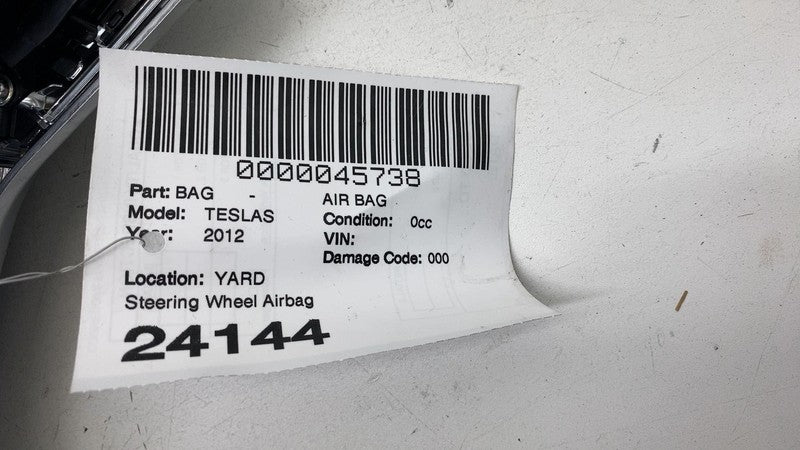 0000045738
Part: BAG - AIR BAG
Model: TESLAS Condition: 0cc
Year: 2012 VIN:
Damage Code: 000
Location: YARD
Steering Wheel Airbag
24144